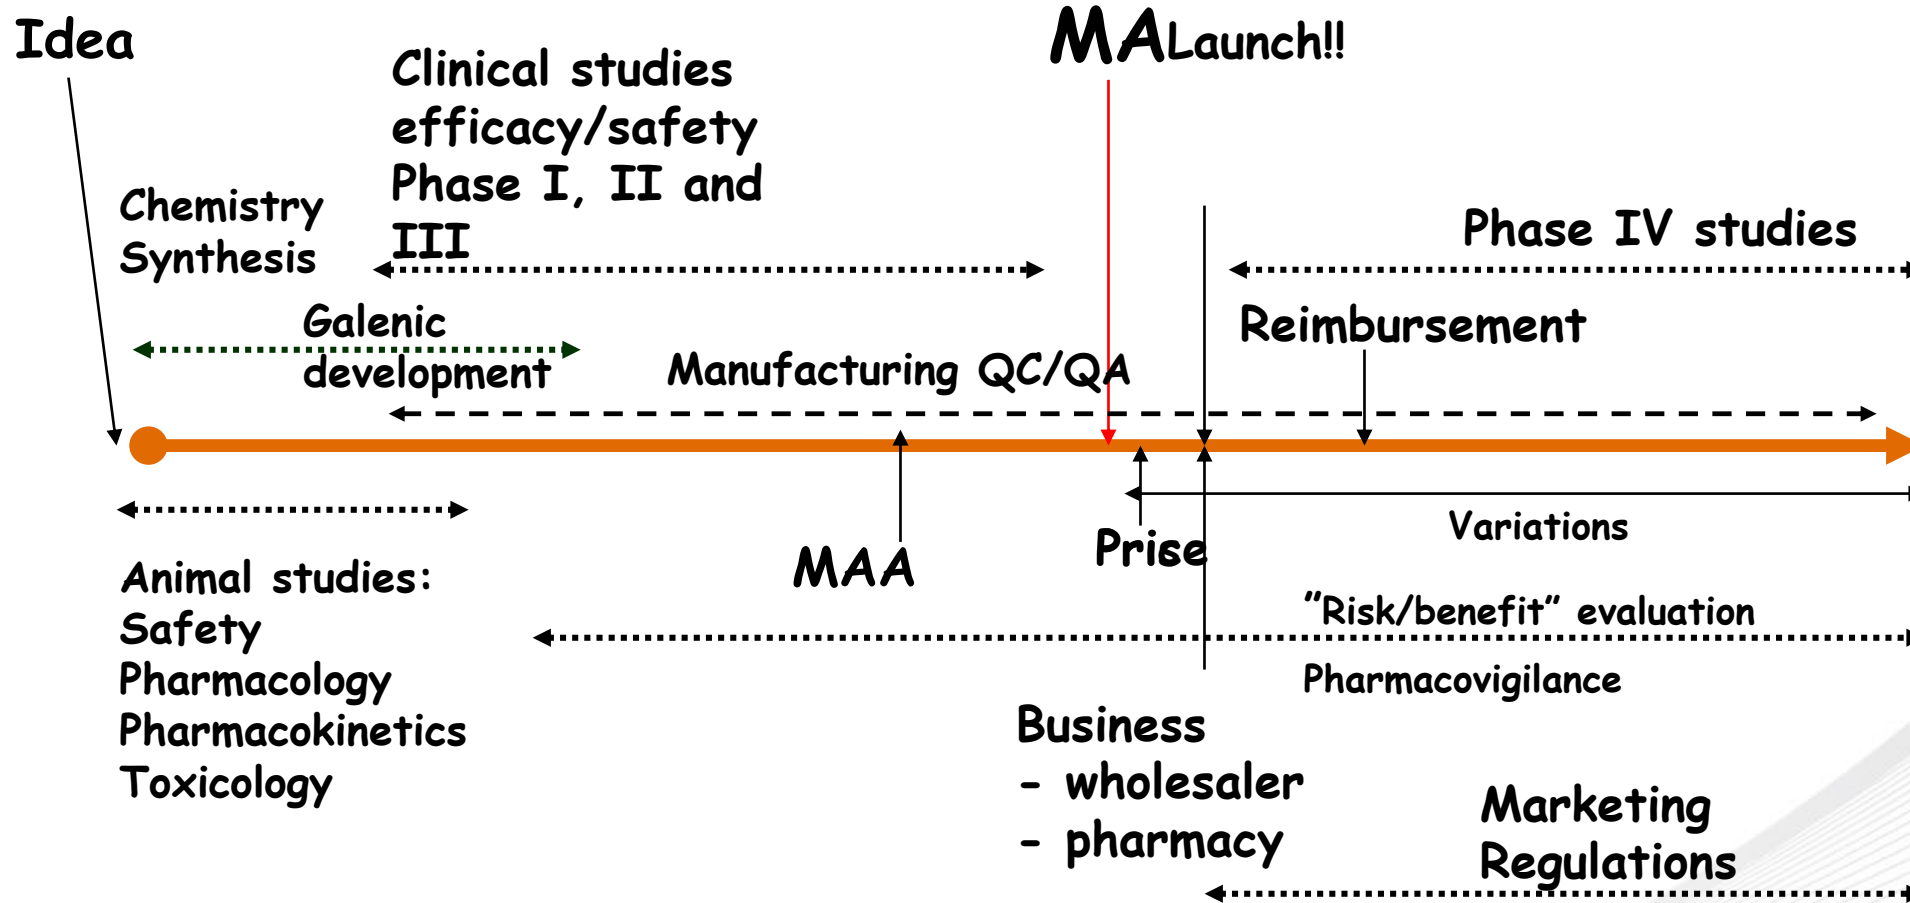 Idea
MA Launch!!
Clinical studies
efficacy/safety
Phase I, II and
III
Chemistry
Synthesis
Phase IV studies
Galenic
development
Reimbursement
Manufacturing QC/QA
Variations
Prise
MAA
Animal studies:
Safety
Pharmacology
Pharmacokinetics
Toxicology
”Risk/benefit” evaluation
Pharmacovigilance
Business
- wholesaler
- pharmacy
Marketing
Regulations